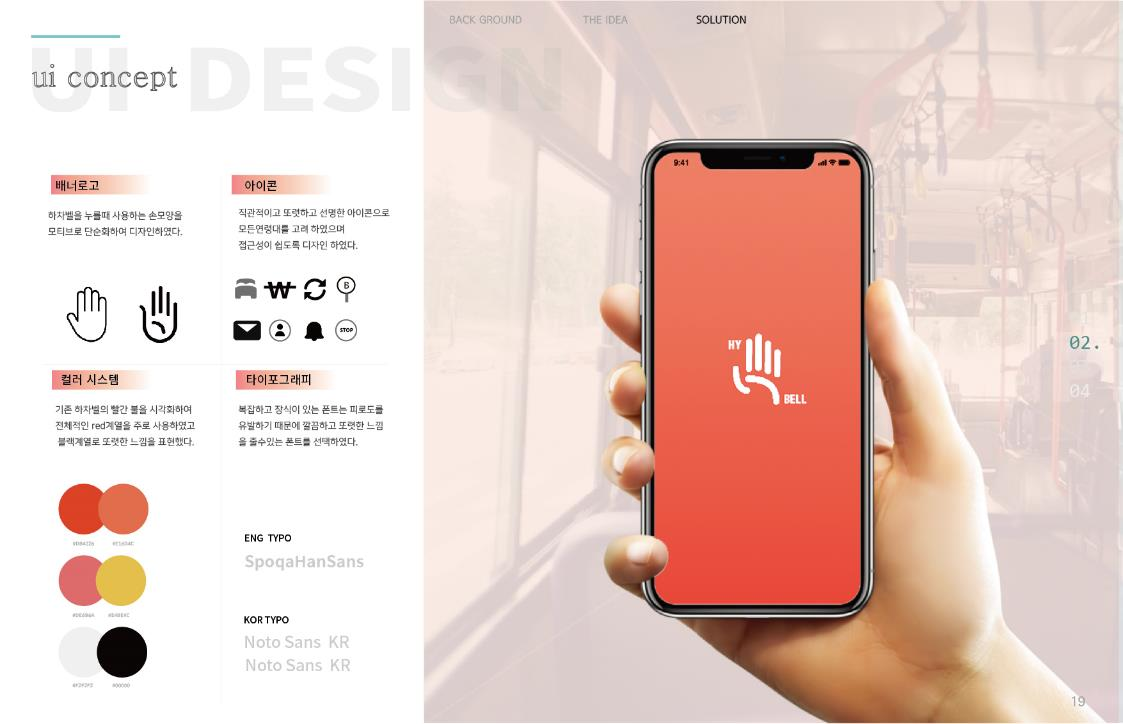 BACK GROUND
THE IDEA
SOLUTION
UI DESIGN
ui concept
배너로고
하차벨을 누를때 사용하는 손모양을
모티브로 단순화하여 디자인하였다.
아이콘
직관적이고 또렷하고 선명한 아이콘으로
모든연령대를 고려 하였으며
접근성이 쉽도록 디자인 하였다.
B
STOP
컬러 시스템
기존 하차벨의 빨간 불을 시각화하여
전체적인 red계열을 주로 사용하였고
블랙계열로 또렷한 느낌을 표현했다.
타이포그래피
복잡하고 장식이 있는 폰트는 피로도를
유발하기 때문에 깔끔하고 또렷한 느낌
을 줄수있는 폰트를 선택하였다.
#F2F2F2
ENG TYPO
SpoqaHanSans
KOR TYPO
Noto Sans KR
Noto Sans KR
9:41
HY
BELL
02.
04
19